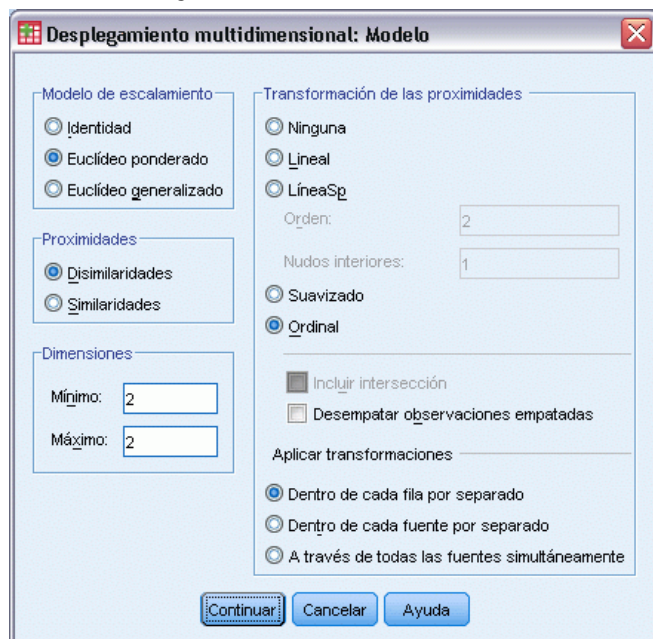 Desplegamiento multidimensional: Modelo
Modelo de escalamiento
Identidad
Euclídeo ponderado
Euclídeo generalizado
Proximidades
Disimilaridades
Similaridades
Dimensiones
Mínimo: 2
Máximo: 2
Transformación de las proximidades
Ninguna
Lineal
LíneaSp
Orden: 2
Nudos interiores: 1
Suavizado
Ordinal
Incluir intersección
Desempatar observaciones empatadas
Aplicar transformaciones
Dentro de cada fila por separado
Dentro de cada fuente por separado
A través de todas las fuentes simultáneamente
Continuar Cancelar Ayuda